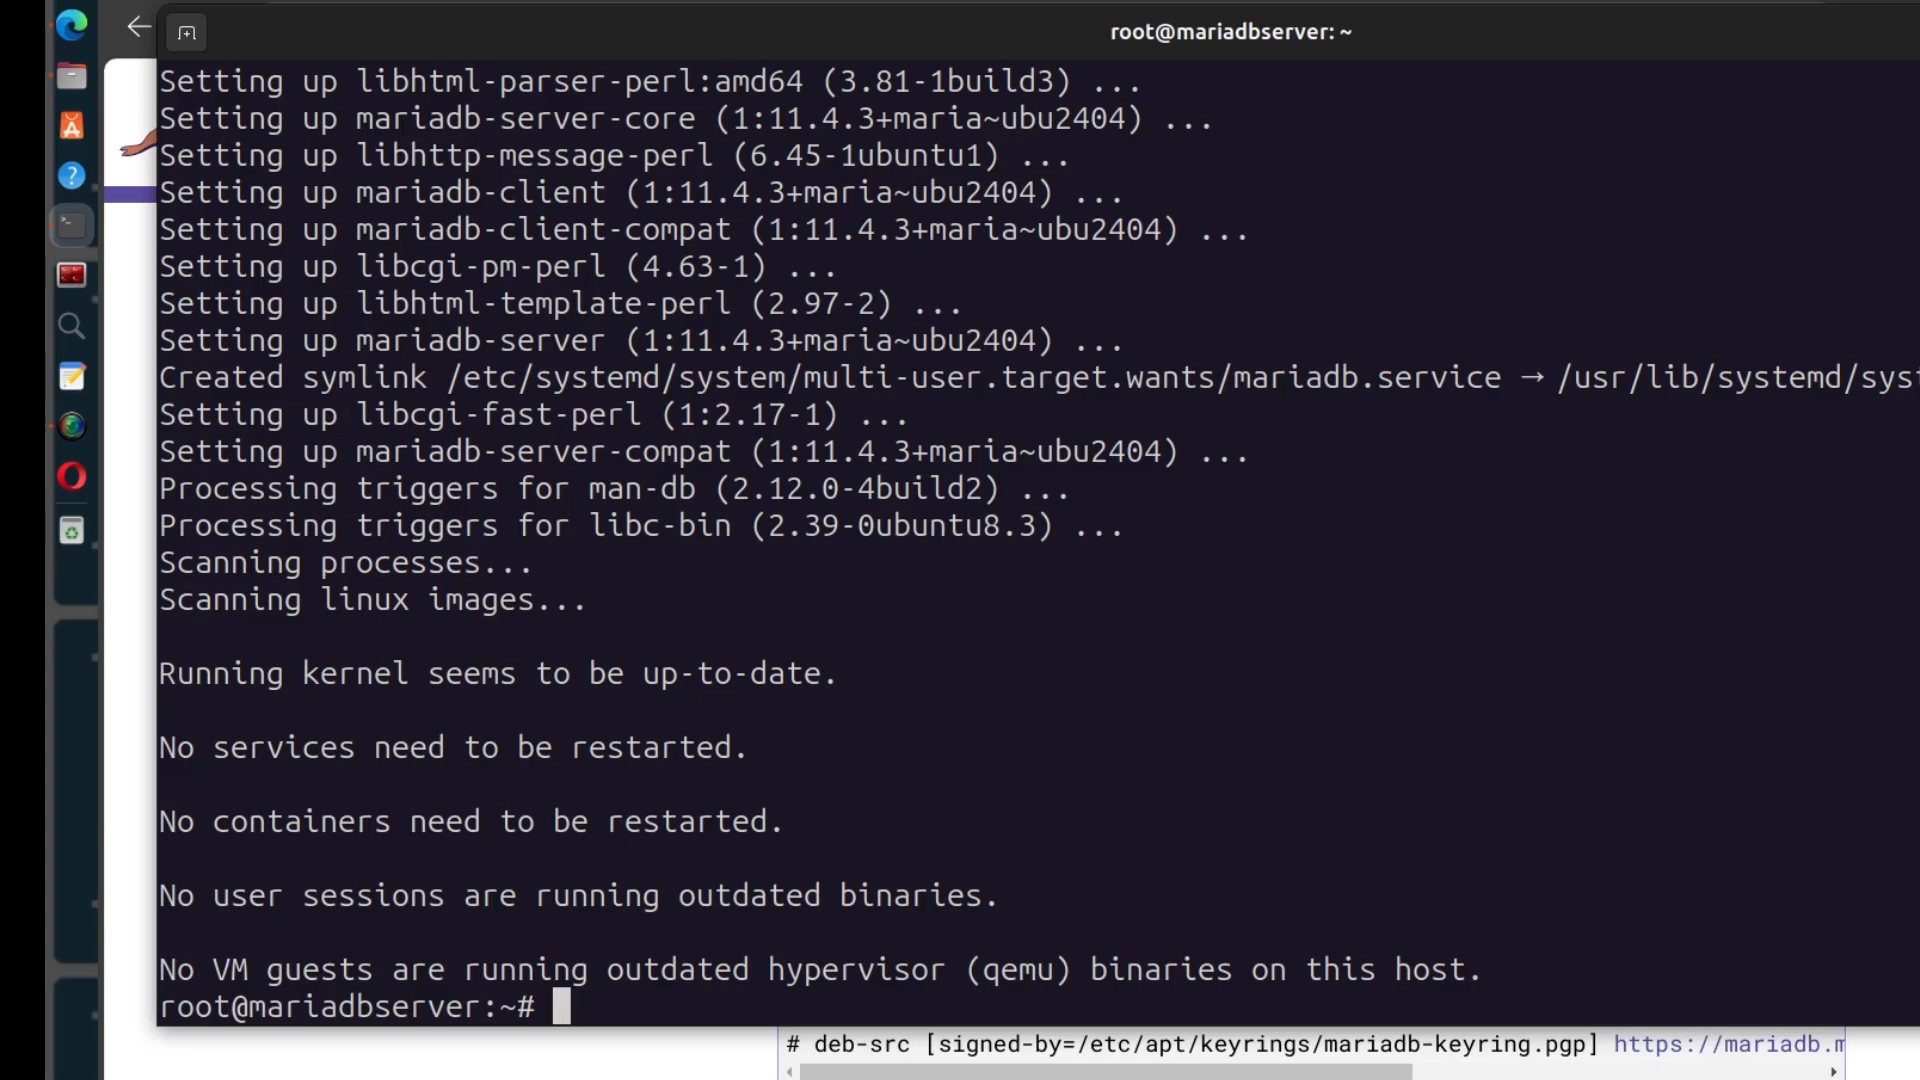 root@mariadbserver: ~
Setting up libhtml-parser-perl:amd64 (3.81-1build3) ...
Setting up mariadb-server-core (1:11.4.3+maria~ubu2404) ...
Setting up libhttp-message-perl (6.45-1ubuntu1) ...
Setting up mariadb-client (1:11.4.3+maria~ubu2404) ...
Setting up mariadb-client-compat (1:11.4.3+maria~ubu2404) ...
Setting up libcgi-pm-perl (4.63-1) ...
Setting up libhtml-template-perl (2.97-2) ...
Setting up mariadb-server (1:11.4.3+maria~ubu2404) ...
Created symlink /etc/systemd/system/multi-user.target.wants/mariadb.service → /usr/lib/systemd/syst
Setting up libcgi-fast-perl (1:2.17-1) ...
Setting up mariadb-server-compat (1:11.4.3+maria~ubu2404) ...
Processing triggers for man-db (2.12.0-4build2) ...
Processing triggers for libc-bin (2.39-0ubuntu8.3) ...
Scanning processes...
Scanning linux images...
Running kernel seems to be up-to-date.
No services need to be restarted.
No containers need to be restarted.
No user sessions are running outdated binaries.
No VM guests are running outdated hypervisor (qemu) binaries on this host.
root@mariadbserver:~#
# deb-src [signed-by=/etc/apt/keyrings/mariadb-keyring.pgp] https://mariadb.m